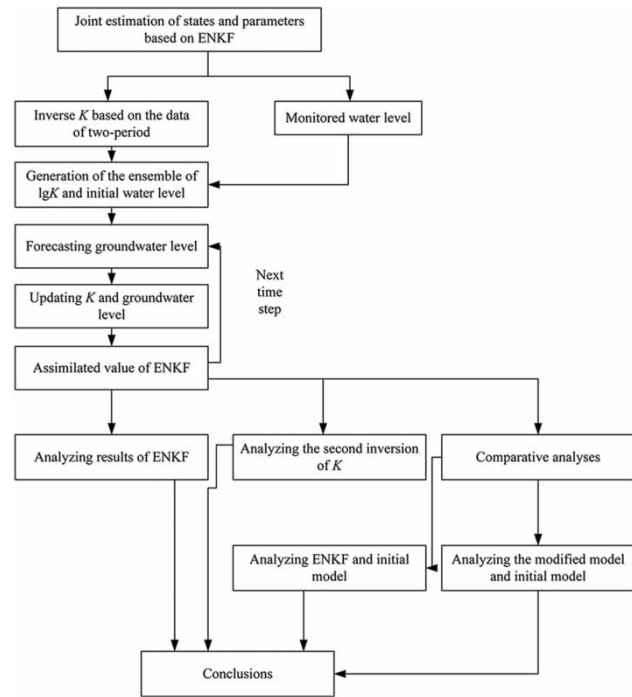 Joint estimation of states and parameters
based on ENKF
Inverse K based on the data
of two-period
Monitored water level
Generation of the ensemble of
lgK and initial water level
Forecasting groundwater level
Next
time
step
Updating K and groundwater
level
Assimilated value of ENKF
Analyzing results of ENKF
Analyzing the second inversion
of K
Comparative analyses
Analyzing ENKF and initial
model
Analyzing the modified model
and initial model
Conclusions